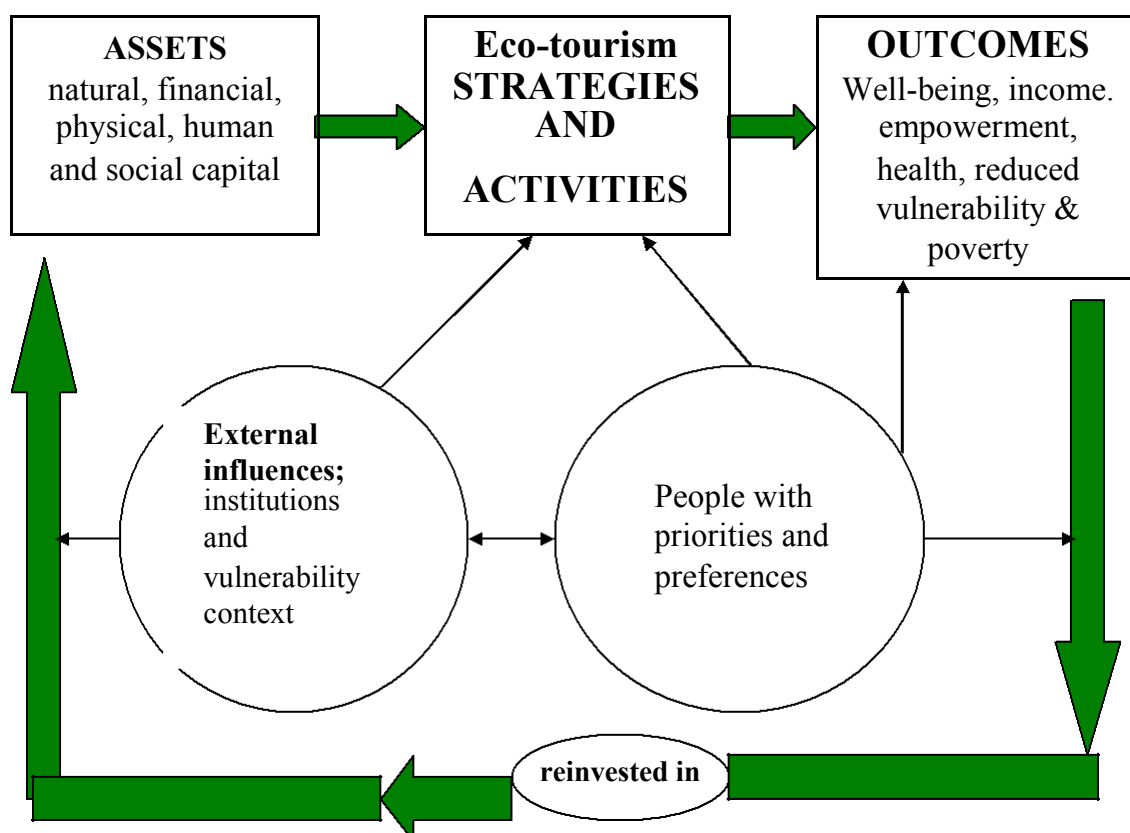 ASSETS
natural, financial,
physical, human
and social capital
Eco-tourism
STRATEGIES
AND
ACTIVITIES
OUTCOMES
Well-being, income.
empowerment,
health, reduced
vulnerability &
poverty
External
influences;
institutions
and
vulnerability
context
People with
priorities and
preferences
reinvested in